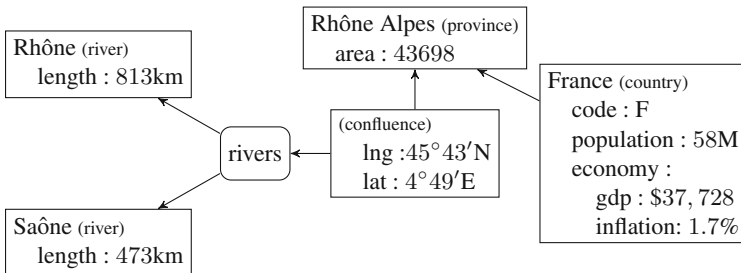 Rhône (river)
length : 813km
Rhône Alpes (province)
area : 43698
France (country)
code : F
population : 58M
economy :
gdp : $37, 728
inflation: 1.7%
(confluence)
lng :45°43′N
lat : 4°49′E
rivers
Saône (river)
length : 473km